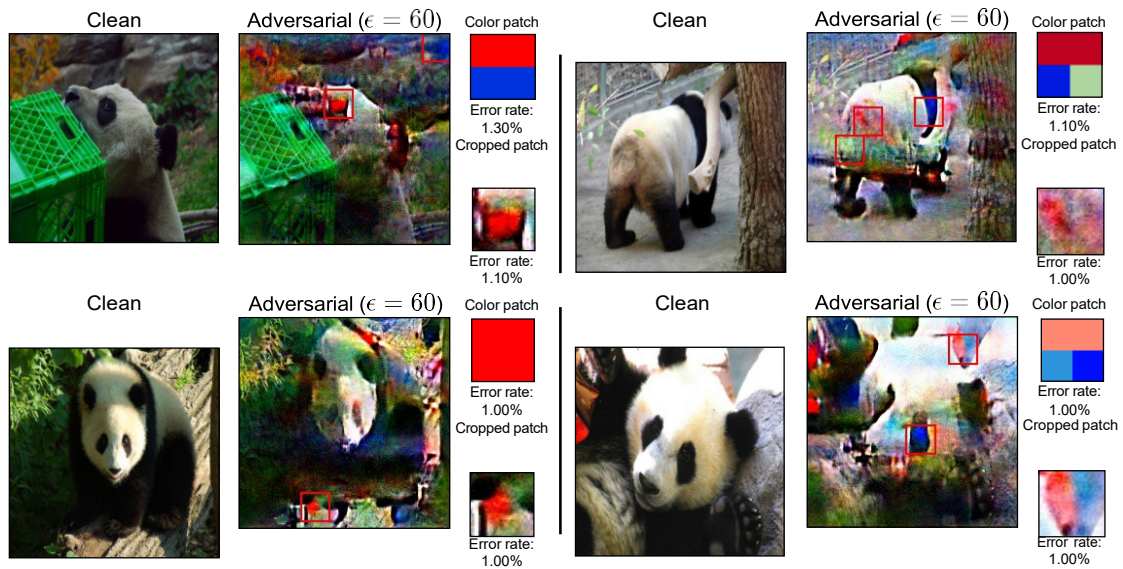 Clean
Adversarial (ϵ = 60)
Color patch
Error rate:
1.30%
Cropped patch
Error rate:
1.10%
Clean
Adversarial (ϵ = 60)
Color patch
Error rate:
1.10%
Cropped patch
Error rate:
1.00%
Clean
Adversarial (ϵ = 60)
Color patch
Error rate:
1.00%
Cropped patch
Error rate:
1.00%
Clean
Adversarial (ϵ = 60)
Color patch
Error rate:
1.00%
Cropped patch
Error rate:
1.00%